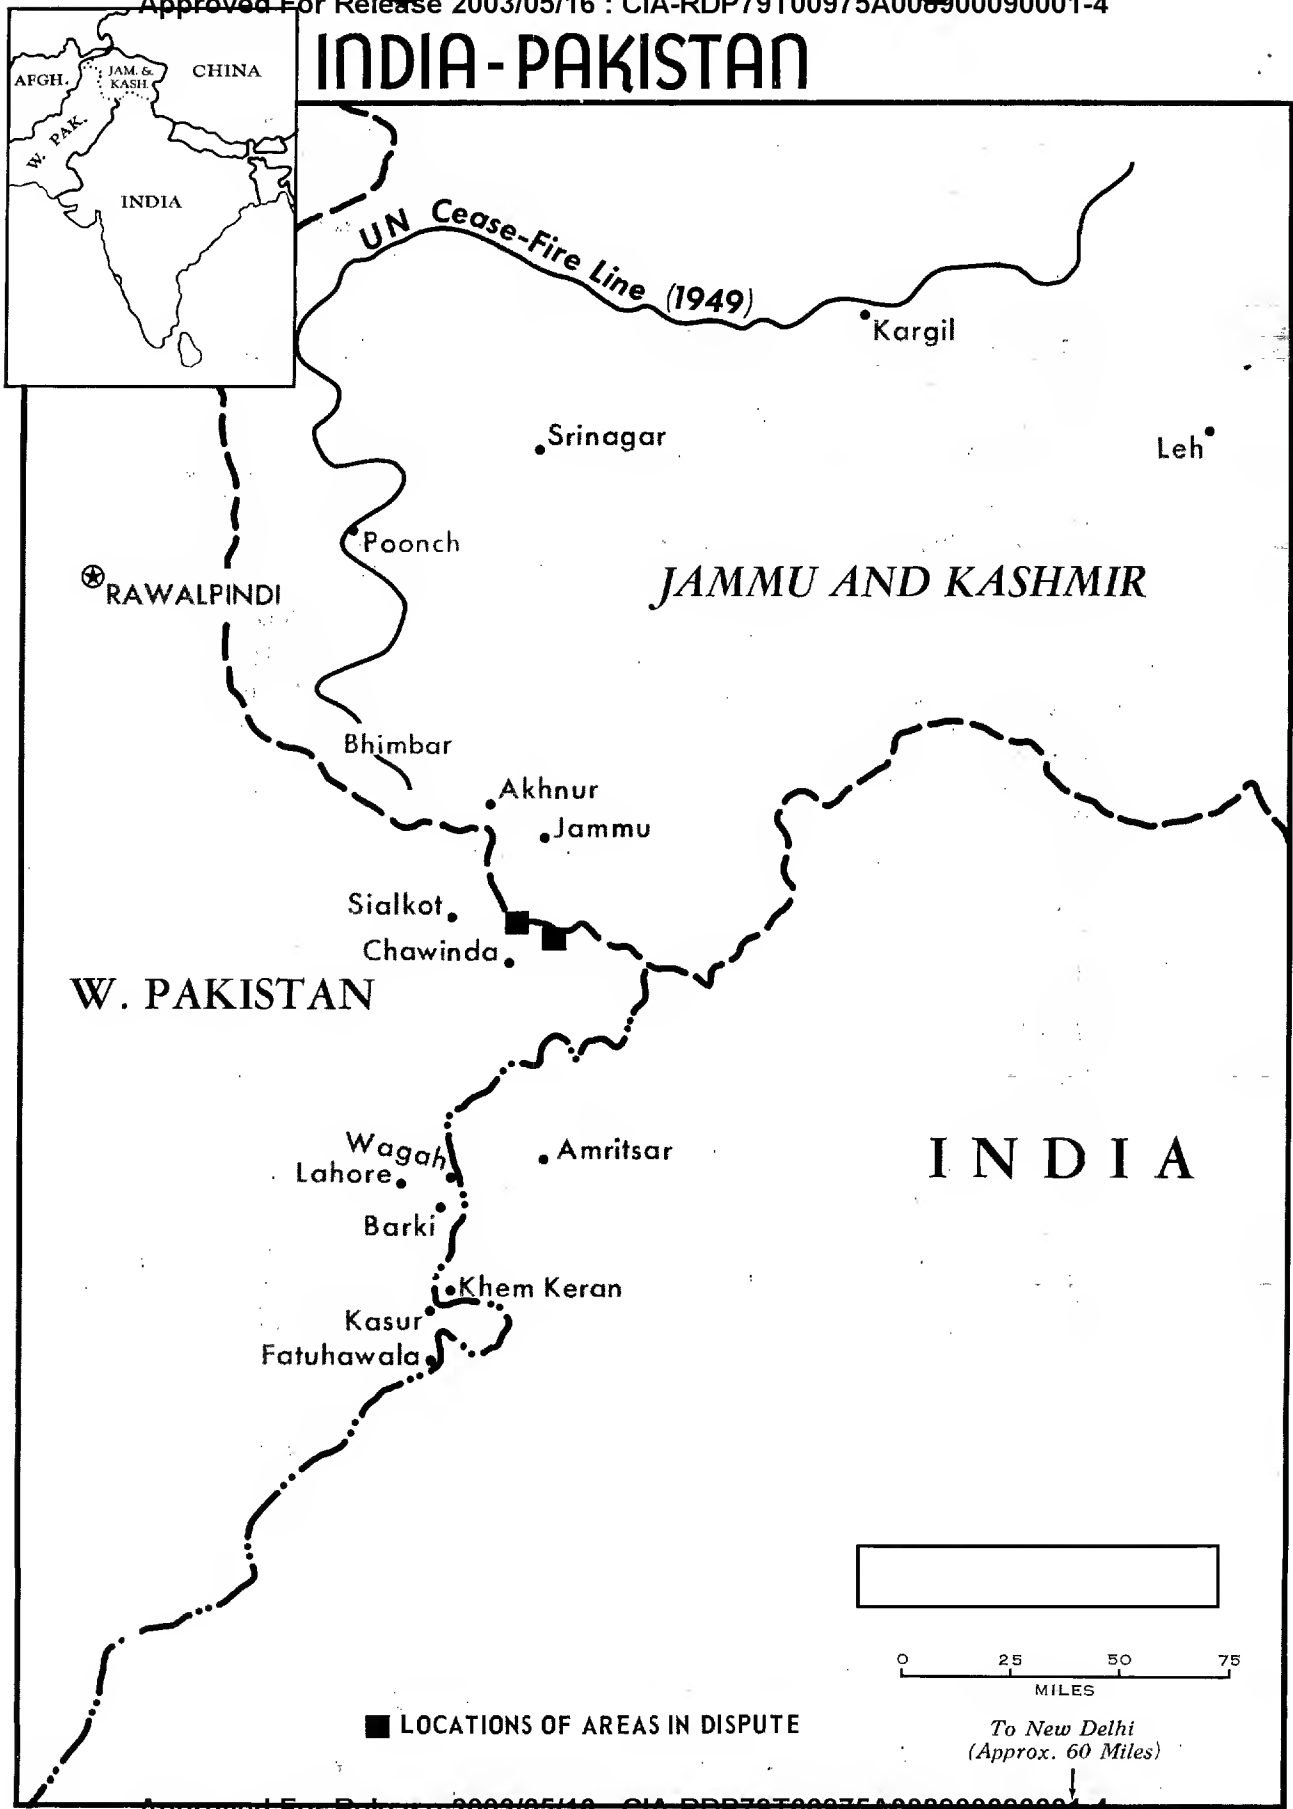 Approved For Release 2003/05/16 : CIA-RDP79T00975A008900090001-4
INDIA-PAKISTAN
AFGH.
JAM. &
KASH.
CHINA
W. PAK.
INDIA
UN Cease-Fire Line (1949)
Kargil
Srinagar
Leh
Poonch
RAWALPINDI
JAMMU AND KASHMIR
Bhimbar
Akhnur
Jammu
Sialkot
Chawinda
W. PAKISTAN
Wagah
Amritsar
INDIA
Lahore
Barki
Khem Keran
Kasur
Fatuhawala
0 25 50 75
MILES
LOCATIONS OF AREAS IN DISPUTE
To New Delhi
(Approx. 60 Miles)